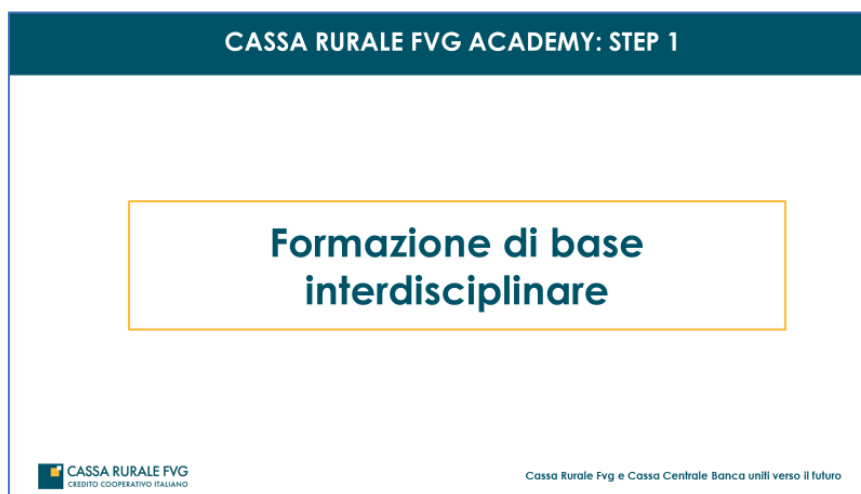 CASSA RURALE FVG ACADEMY: STEP 1
Formazione di base
interdisciplinare
CASSA RURALE FVG
CREDITO COOPERATIVO ITALIANO
Cassa Rurale Fvg e Cassa Centrale Banca uniti verso il futuro